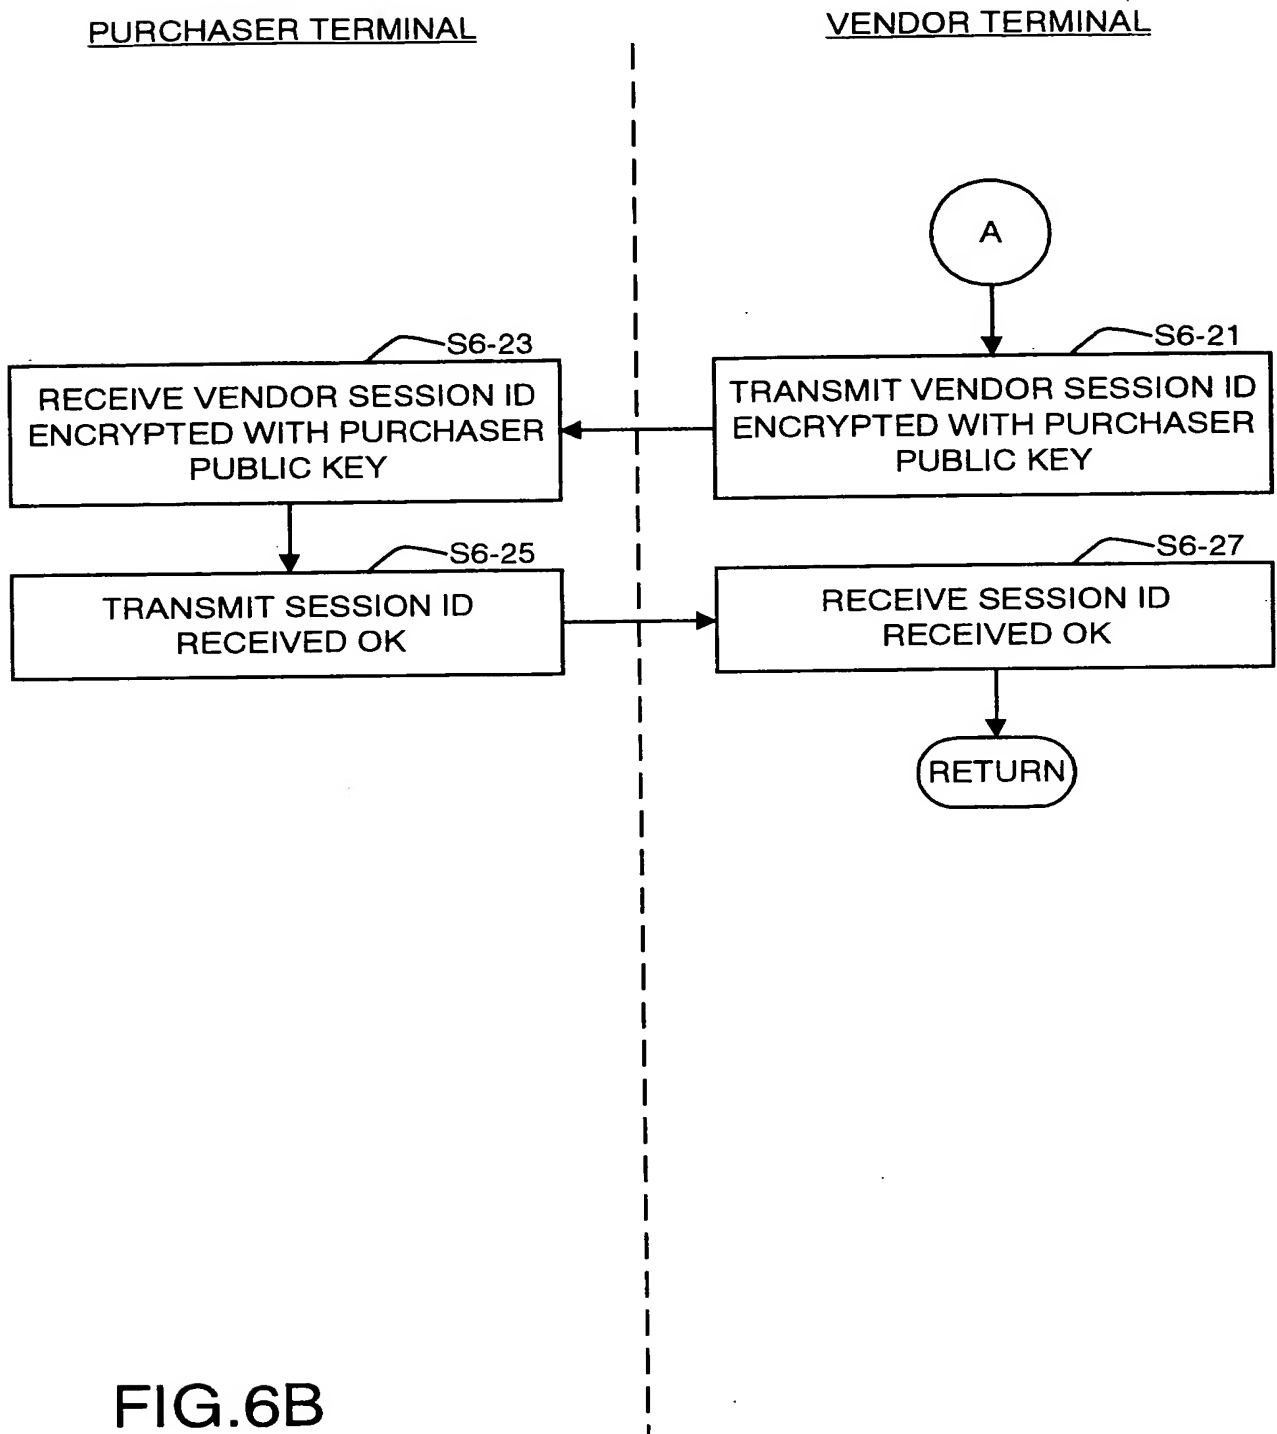 PURCHASER TERMINAL
VENDOR TERMINAL
A
S6-23
S6-21
RECEIVE VENDOR SESSION ID
ENCRYPTED WITH PURCHASER
PUBLIC KEY
TRANSMIT VENDOR SESSION ID
ENCRYPTED WITH PURCHASER
PUBLIC KEY
S6-25
S6-27
TRANSMIT SESSION ID
RECEIVED OK
RECEIVE SESSION ID
RECEIVED OK
RETURN
FIG.6B